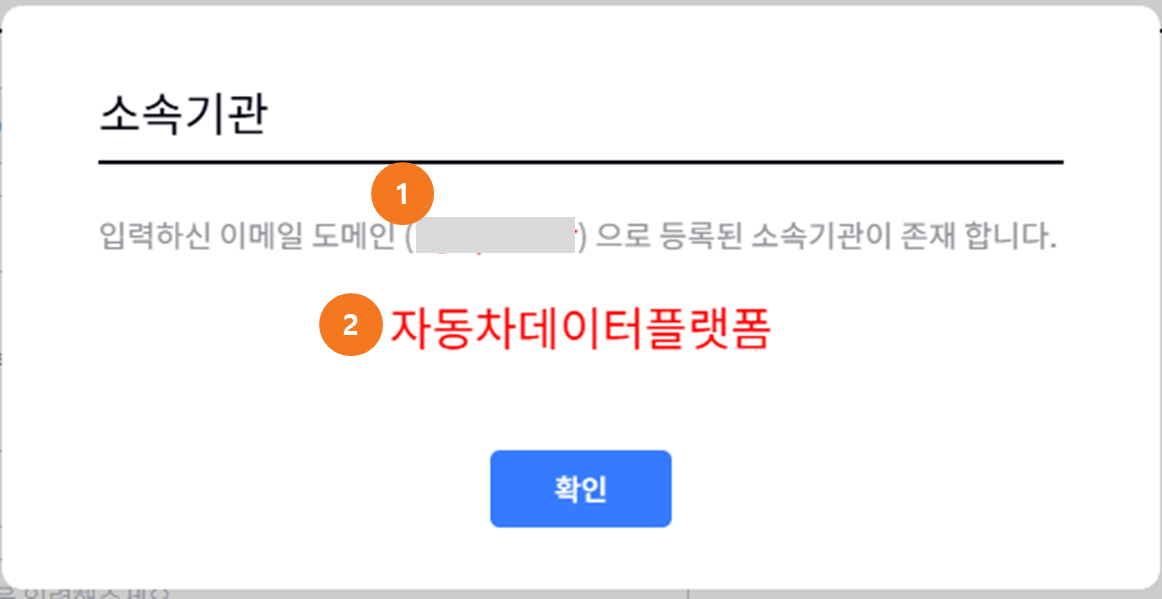 소속기관
1
입력하신 이메일 도메인 ( ) 으로 등록된 소속기관이 존재 합니다.
2 자동차데이터플랫폼
확인